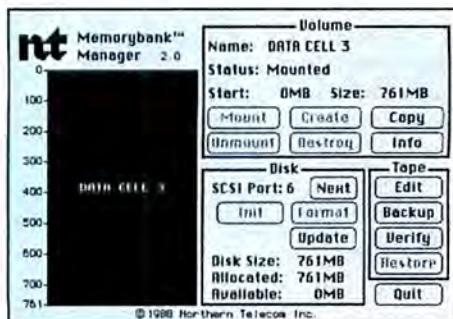 nt Memorybank™
Manager 2.0
0
100
200
300
400
500
600
700
761
DATA CELL 3
Volume
Name: DATA CELL 3
Status: Mounted
Start: 0MB Size: 761MB
Mount Create Copy
Unmount Destroy Info
Disk
SCSI Port: 6 Next
Init Format
Update
Disk Size: 761MB
Allocated: 761MB
Available: 0MB
Tape
Edit
Backup
Verify
Restore
Quit
©1988 Northern Telecom Inc.